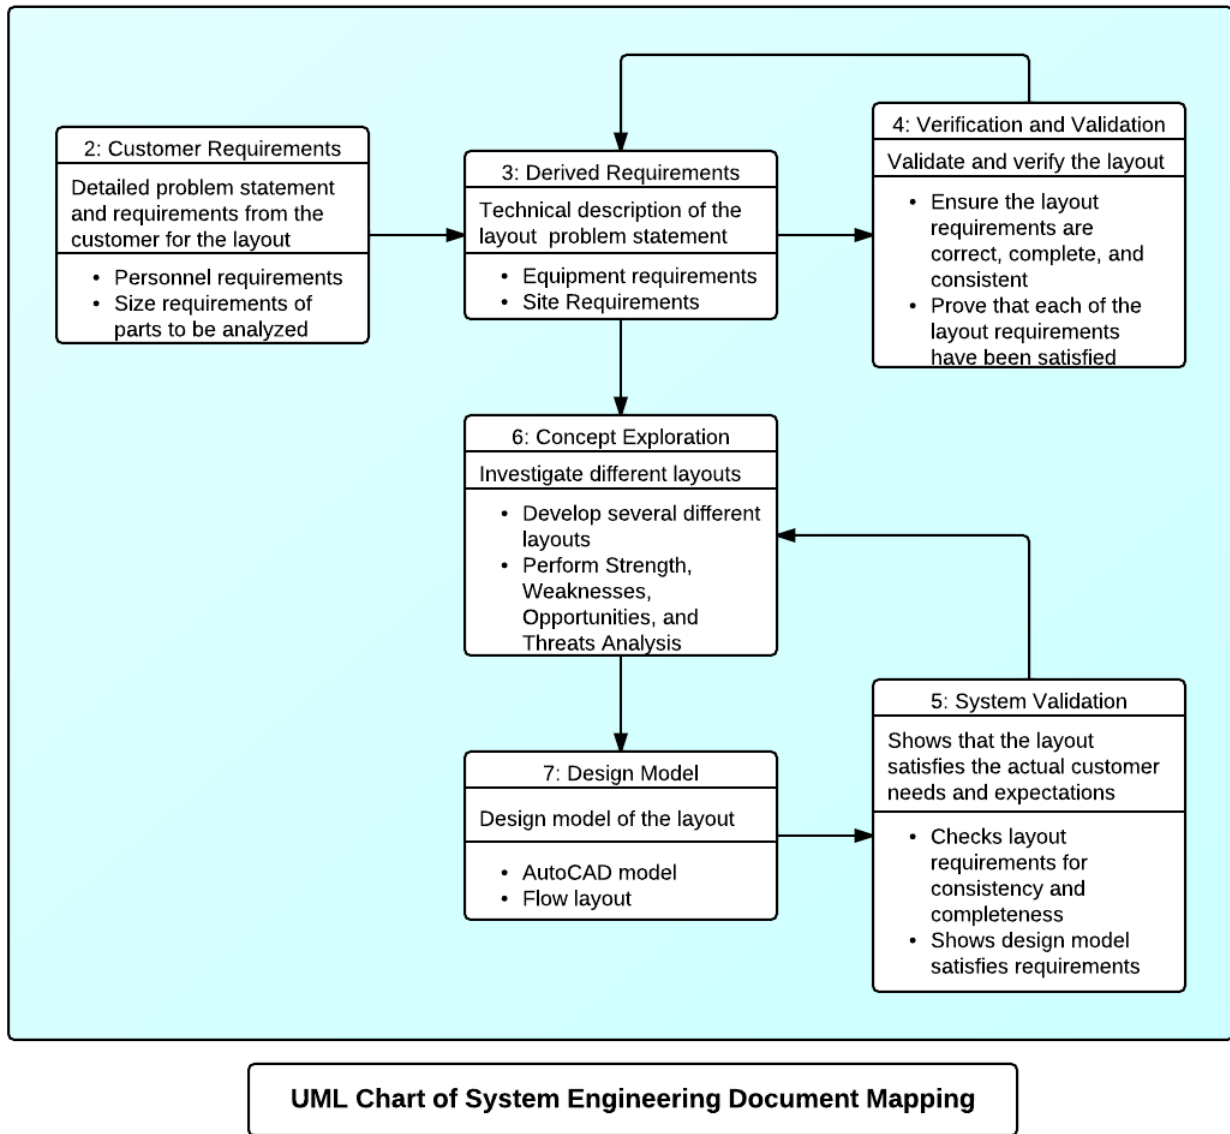 2: Customer Requirements
Detailed problem statement
and requirements from the
customer for the layout
• Personnel requirements
• Size requirements of
parts to be analyzed
3: Derived Requirements
Technical description of the
layout  problem statement
• Equipment requirements
• Site Requirements
4: Verification and Validation
Validate and verify the layout
• Ensure the layout
requirements are
correct, complete, and
consistent
• Prove that each of the
layout requirements
have been satisfied
6: Concept Exploration
Investigate different layouts
• Develop several different
layouts
• Perform Strength,
Weaknesses,
Opportunities, and
Threats Analysis
7: Design Model
Design model of the layout
• AutoCAD model
• Flow layout
5: System Validation
Shows that the layout
satisfies the actual customer
needs and expectations
• Checks layout
requirements for
consistency and
completeness
• Shows design model
satisfies requirements
UML Chart of System Engineering Document Mapping